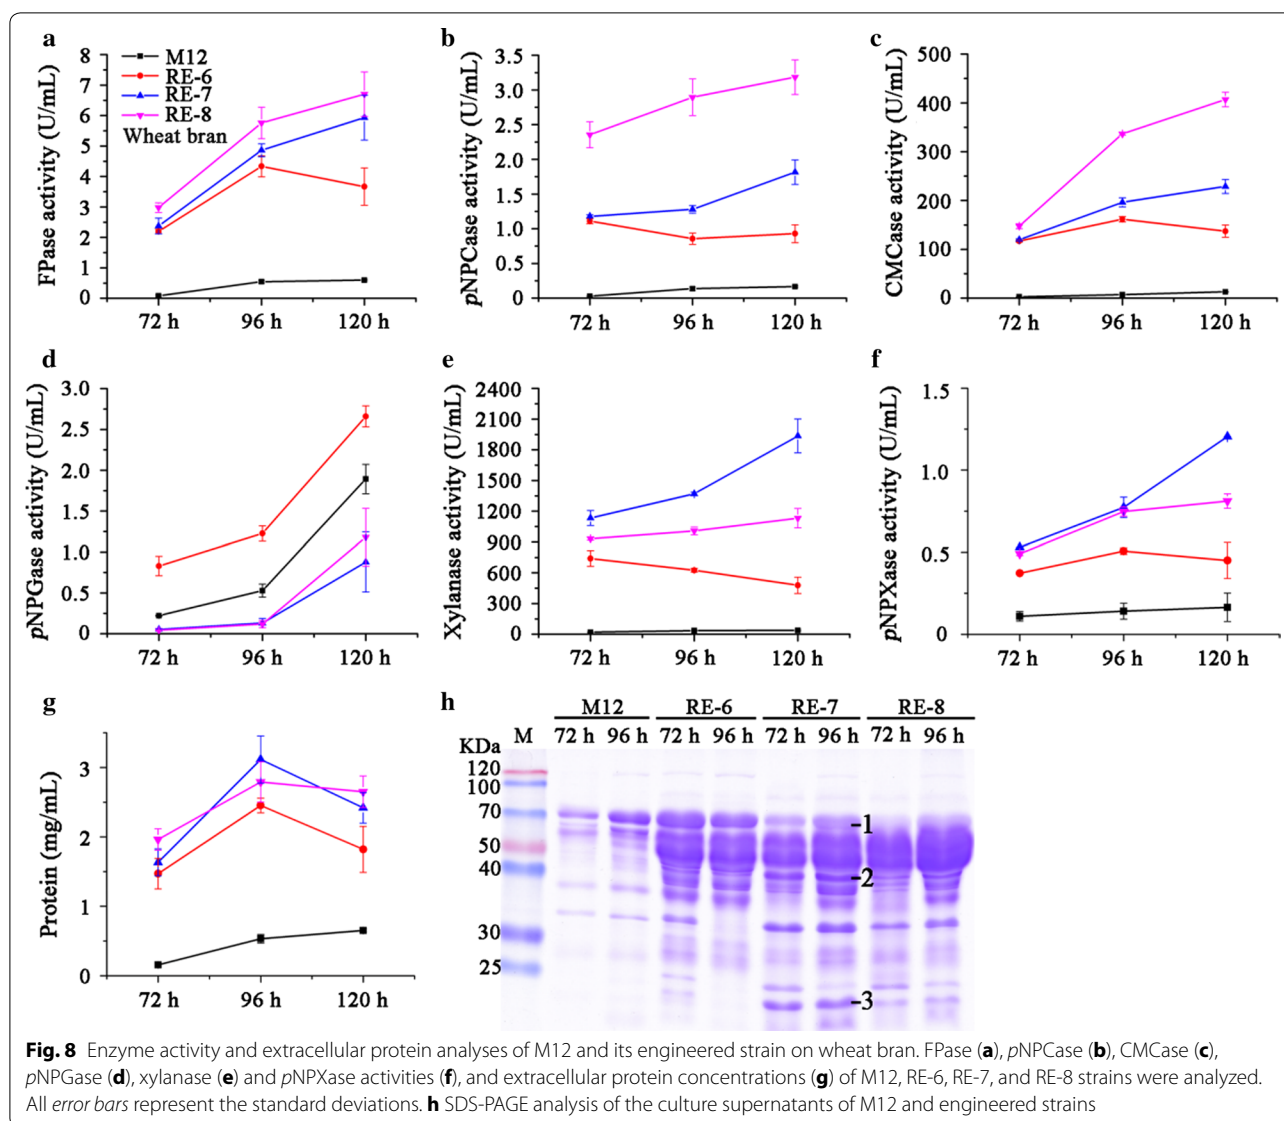 a
8
7
6
5
4
3
2
1
0
FPase activity (U/mL)
M12
RE-6
RE-7
RE-8
Wheat bran
72 h 96 h 120 h
b
3.5
3.0
2.5
2.0
1.5
1.0
0.5
0
pNPCase activity (U/mL)
72 h 96 h 120 h
c
500
400
300
200
100
0
CMCase activity (U/mL)
72 h 96 h 120 h
d
3.0
2.5
2.0
1.5
1.0
0.5
0
pNPGase activity (U/mL)
72 h 96 h 120 h
e
2400
2100
1800
1500
1200
900
600
300
0
Xylanase activity (U/mL)
72 h 96 h 120 h
f
1.5
1.0
0.5
0
pNPXase activity (U/mL)
72 h 96 h 120 h
g
3
2
1
0
Protein (mg/mL)
72 h 96 h 120 h
h
M12 RE-6 RE-7 RE-8
KDa M 72 h 96 h 72 h 96 h 72 h 96 h 72 h 96 h
120
100
70
50
40
30
25
-1
-2
-3
Fig. 8 Enzyme activity and extracellular protein analyses of M12 and its engineered strain on wheat bran. FPase (a), pNPCase (b), CMCase (c),
pNPGase (d), xylanase (e) and pNPXase activities (f), and extracellular protein concentrations (g) of M12, RE-6, RE-7, and RE-8 strains were analyzed.
All error bars represent the standard deviations. h SDS-PAGE analysis of the culture supernatants of M12 and engineered strains